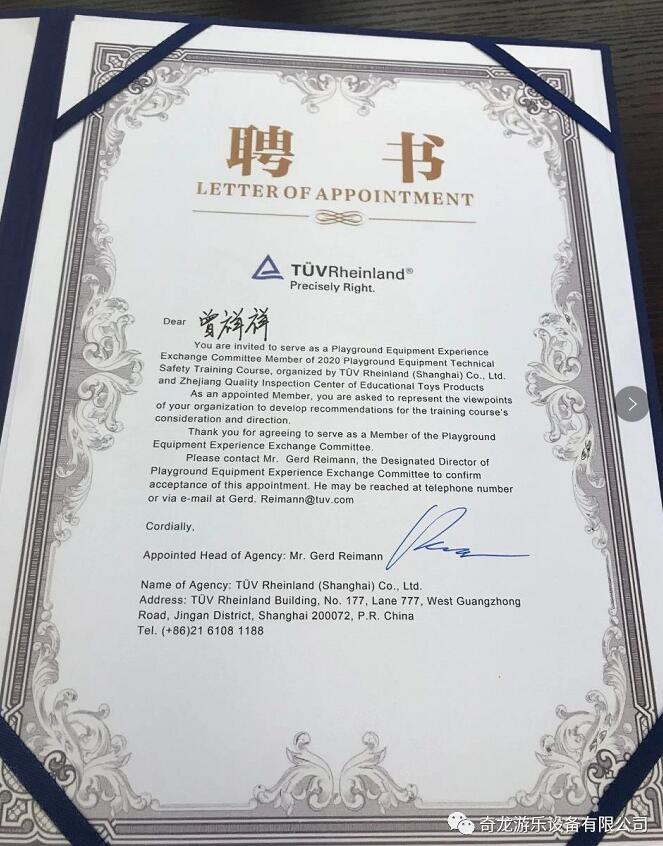 聘 书
LETTER OF APPOINTMENT
TÜVRheinland®
Precisely Right.
Dear 曾祥祥
You are invited to serve as a Playground Equipment Experience
Exchange Committee Member of 2020 Playground Equipment Technical
Safety Training Course, organized by TÜV Rheinland (Shanghai) Co., Ltd.
and Zhejiang Quality Inspection Center of Educational Toys Products
As an appointed Member, you are asked to represent the viewpoints
of your organization to develop recommendations for the training course's
consideration and direction.
Thank you for agreeing to serve as a Member of the Playground
Equipment Experience Exchange Committee.
Please contact Mr. Gerd Reimann, the Designated Director of
Playground Equipment Experience Exchange Committee to confirm
acceptance of this appointment. He may be reached at telephone number
or via e-mail at Gerd. Reimann@tuv.com
Cordially,
Appointed Head of Agency: Mr. Gerd Reimann
Name of Agency: TÜV Rheinland (Shanghai) Co., Ltd.
Address: TÜV Rheinland Building, No. 177, Lane 777, West Guangzhong
Road, Jingan District, Shanghai 200072, P.R. China
Tel. (+86)21 6108 1188
奇龙游乐设备有限公司